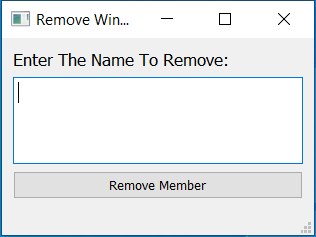 Remove Win...
Enter The Name To Remove:
Remove Member